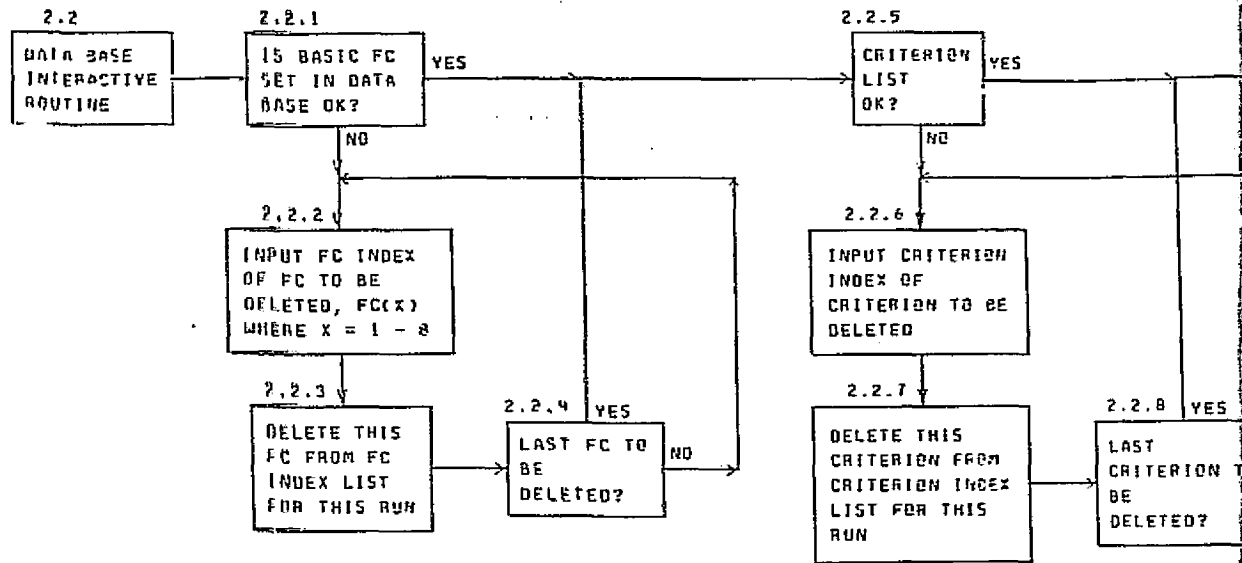 2.2
DATA BASE
INTERACTIVE
ROUTINE
2.2.1
IS BASIC FC
SET IN DATA
BASE OK?
YES
NO
2.2.2
INPUT FC INDEX
OF FC TO BE
DELETED, FC(X)
WHERE X = 1 - 8
2.2.3
DELETE THIS
FC FROM FC
INDEX LIST
FOR THIS RUN
2.2.4
YES
LAST FC TO
BE
DELETED?
NO
2.2.5
CRITERION
LIST
OK?
YES
NO
2.2.6
INPUT CRITERION
INDEX OF
CRITERION TO BE
DELETED
2.2.7
DELETE THIS
CRITERION FROM
CRITERION INDEX
LIST FOR THIS
RUN
2.2.8
YES
LAST
CRITERION T
BE
DELETED?